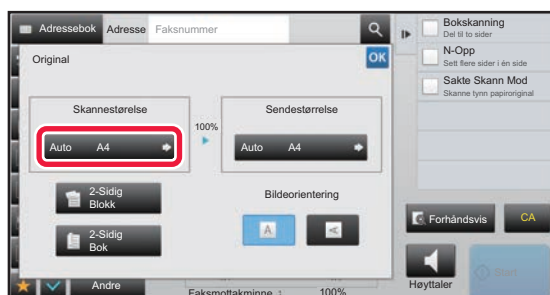 Adressebok Adresse Faksnummer
Original
OK
Skannestørelse
Sendestørrelse
Auto A4
100%
Auto A4
2-Sidig
Blokk
2-Sidig
Bok
Bildeorientering
A
A
Bokskanning
Del til to sider
N-Opp
Sett flere sider i én side
Sakte Skann Mod
Skanne tynn papiroriginal
Forhåndsvis
CA
Høyttaler
Start
Andre
Faksmottakminne : 100%